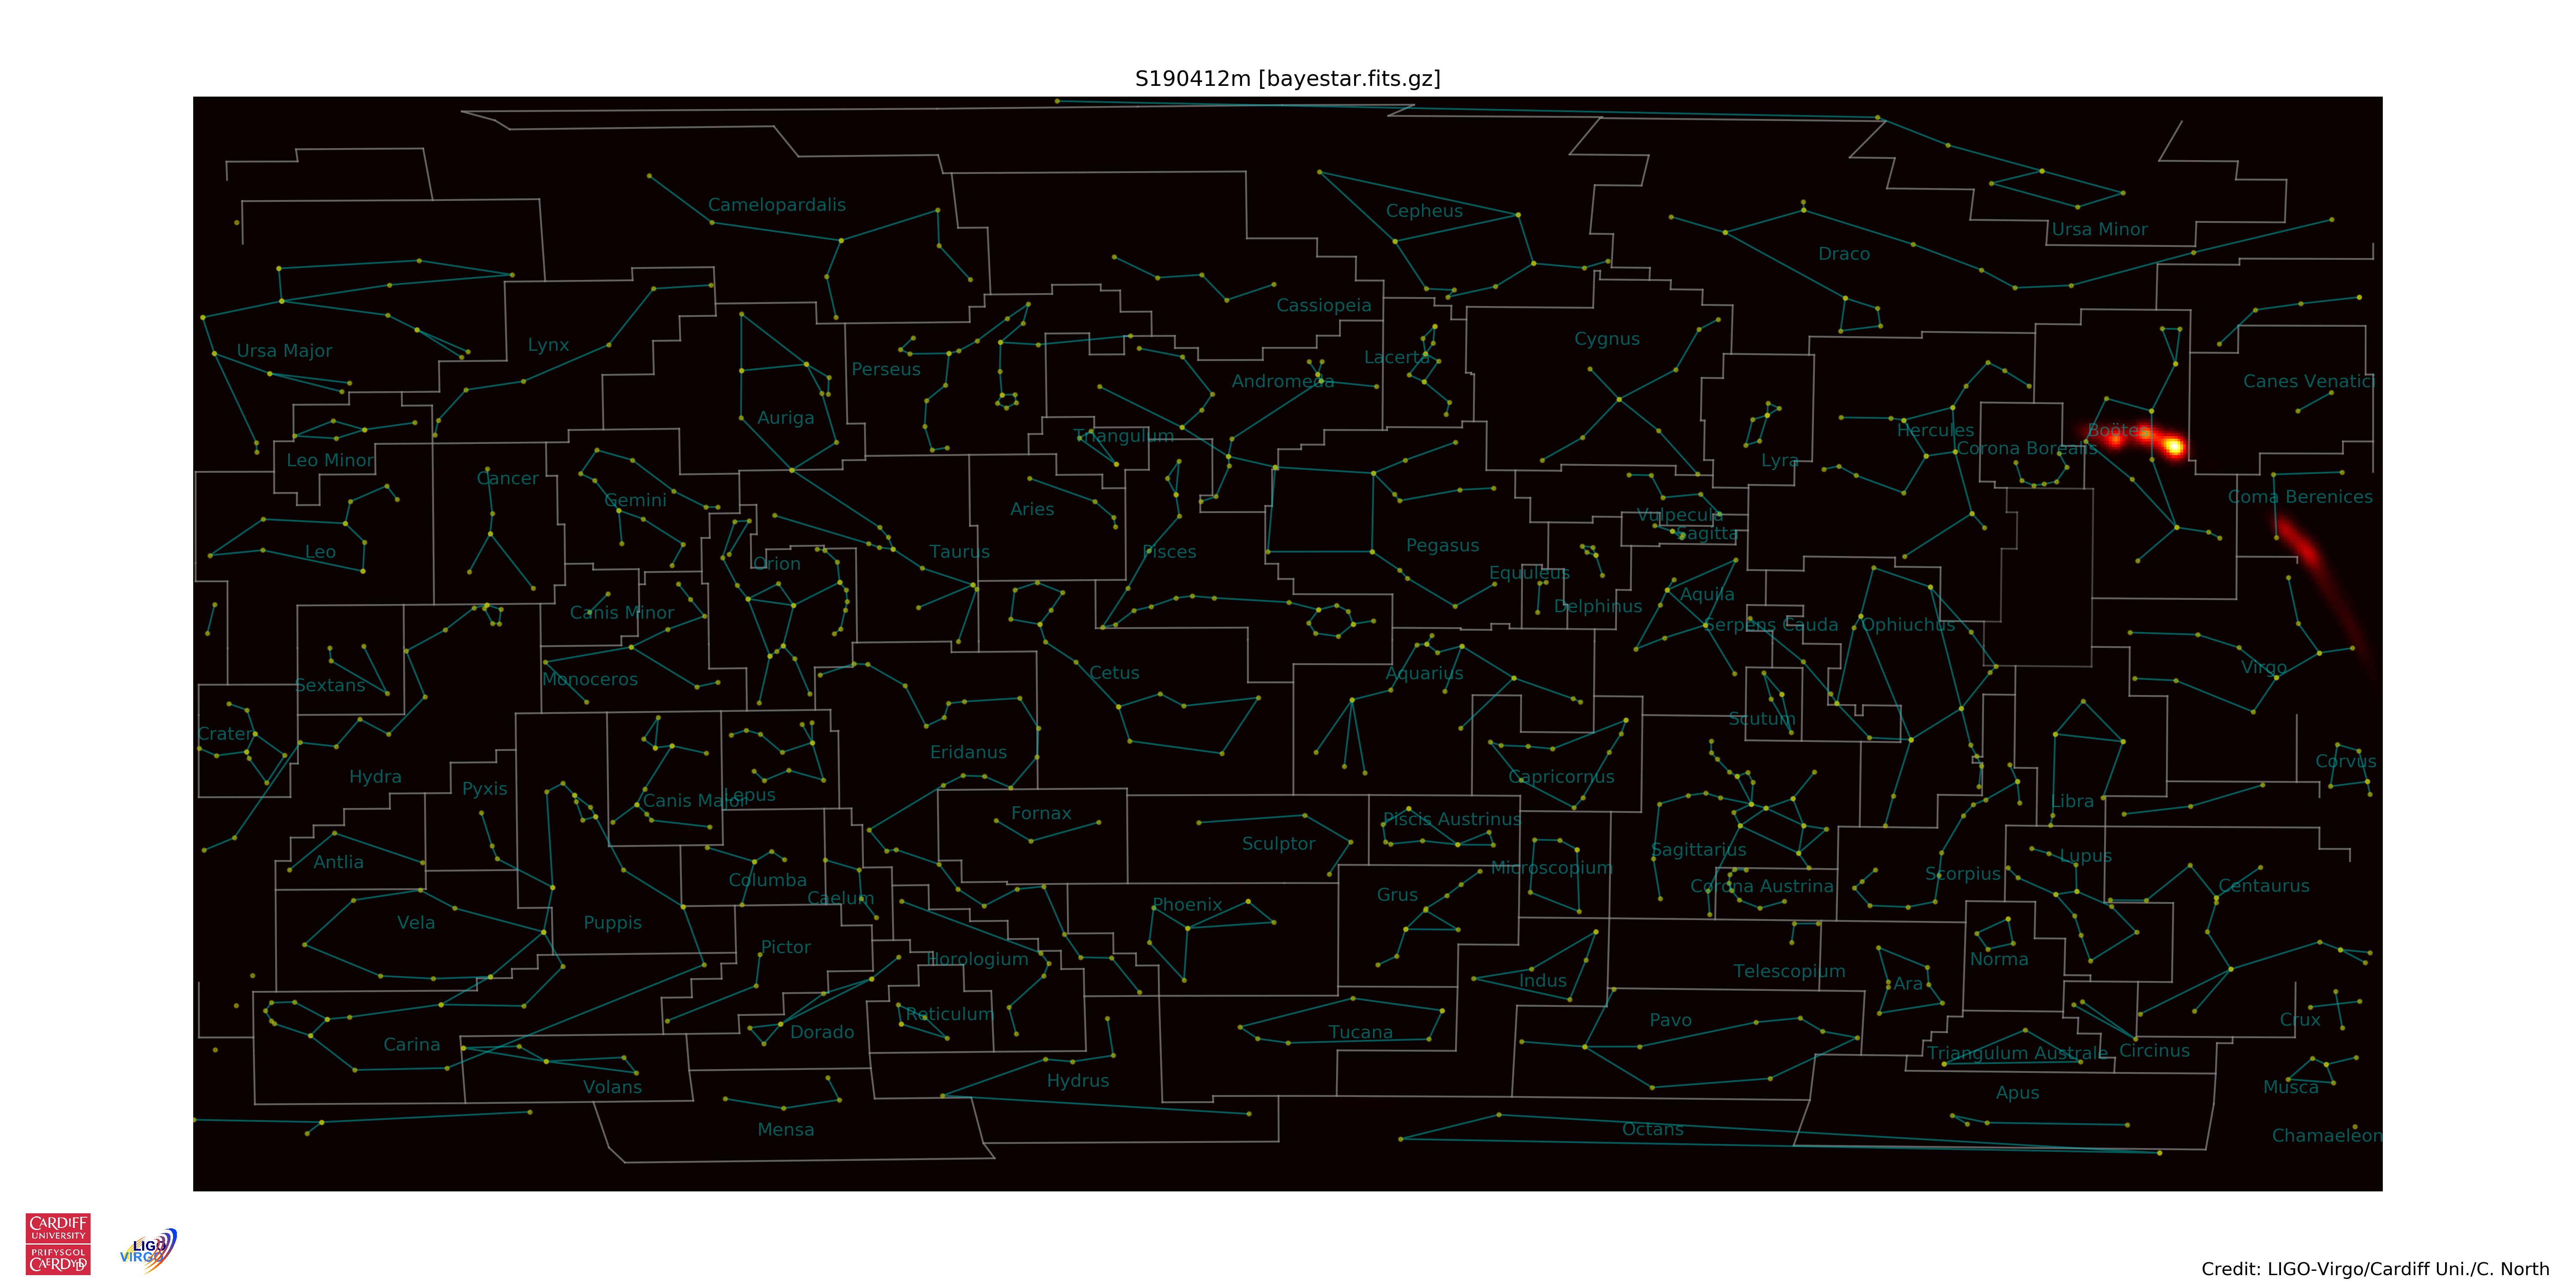 S190412m [bayestar.fits.gz]
Camelopardalis
Cepheus
Ursa Minor
Draco
Cassiopeia
Ursa Major
Lynx
Cygnus
Lacerta
Perseus
Andromeda
Canes Venatici
Auriga
Triangulum
Hercules
Boötes
Corona Borealis
Leo Minor
Lyra
Cancer
Gemini
Coma Berenices
Aries
Vulpecula
Sagitta
Leo
Orion
Taurus
Pisces
Pegasus
Equuleus
Canis Minor
Delphinus
Aquila
Serpens Cauda
Ophiuchus
Sextans
Monoceros
Cetus
Aquarius
Virgo
Crater
Scutum
Eridanus
Hydra
Capricornus
Corvus
Pyxis
Canis Major
Lepus
Libra
Fornax
Piscis Austrinus
Antlia
Sculptor
Sagittarius
Lupus
Columba
Microscopium
Scorpius
Caelum
Corona Austrina
Centaurus
Vela
Puppis
Phoenix
Grus
Pictor
Horologium
Telescopium
Norma
Indus
Ara
Reticulum
Carina
Dorado
Tucana
Pavo
Crux
Triangulum Australe
Circinus
Volans
Hydrus
Apus
Musca
Mensa
Octans
Chamaeleon
CARDIFF
UNIVERSITY
PRIFYSGOL
CAERDYDD
LIGO
VIRGO
Credit: LIGO-Virgo/Cardiff Uni./C. North